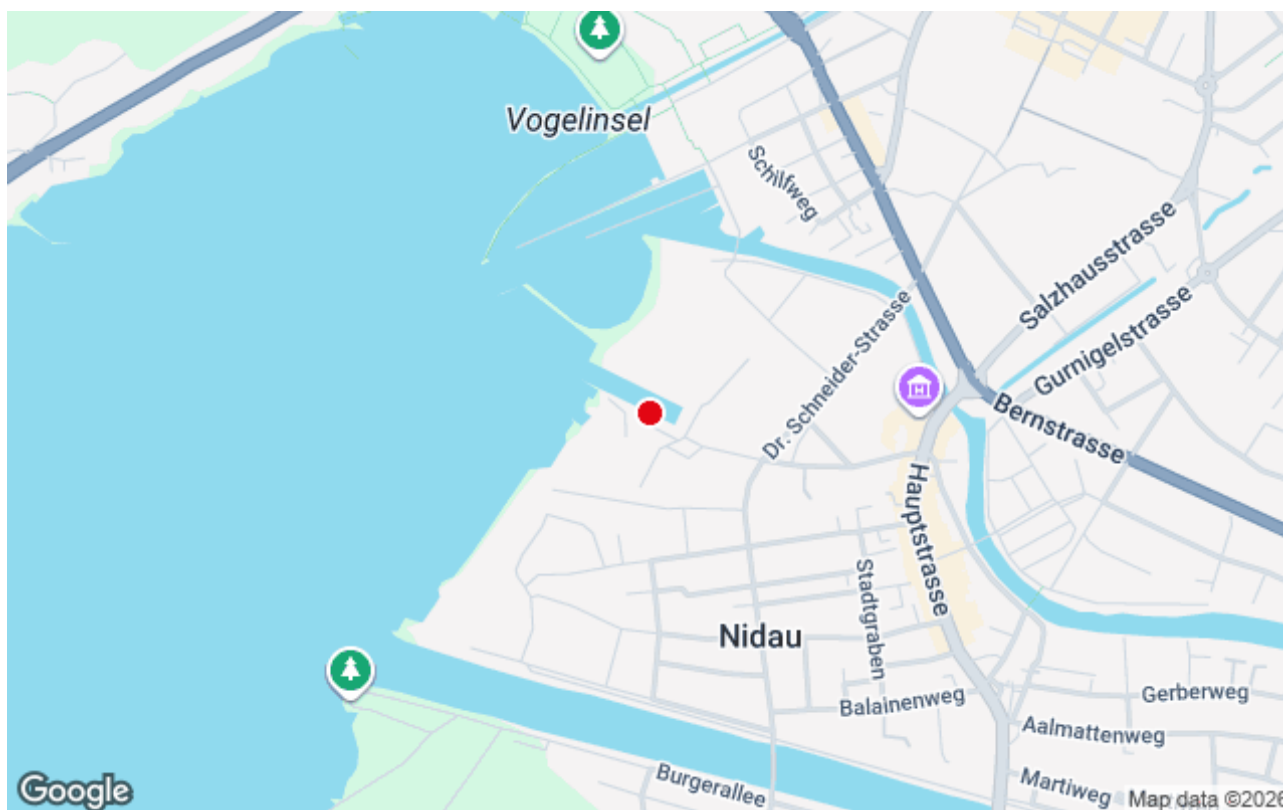 Vogelinsel
Schilfweg
Salzhausstrasse
Gurnigelstrasse
Dr. Schneider-Strasse
Bernstrasse
Hauptstrasse
Stadtgraben
Nidau
Balainenweg
Gerberweg
Aalmattenweg
Burgerallee
Martiweg
Google
Map data ©2026